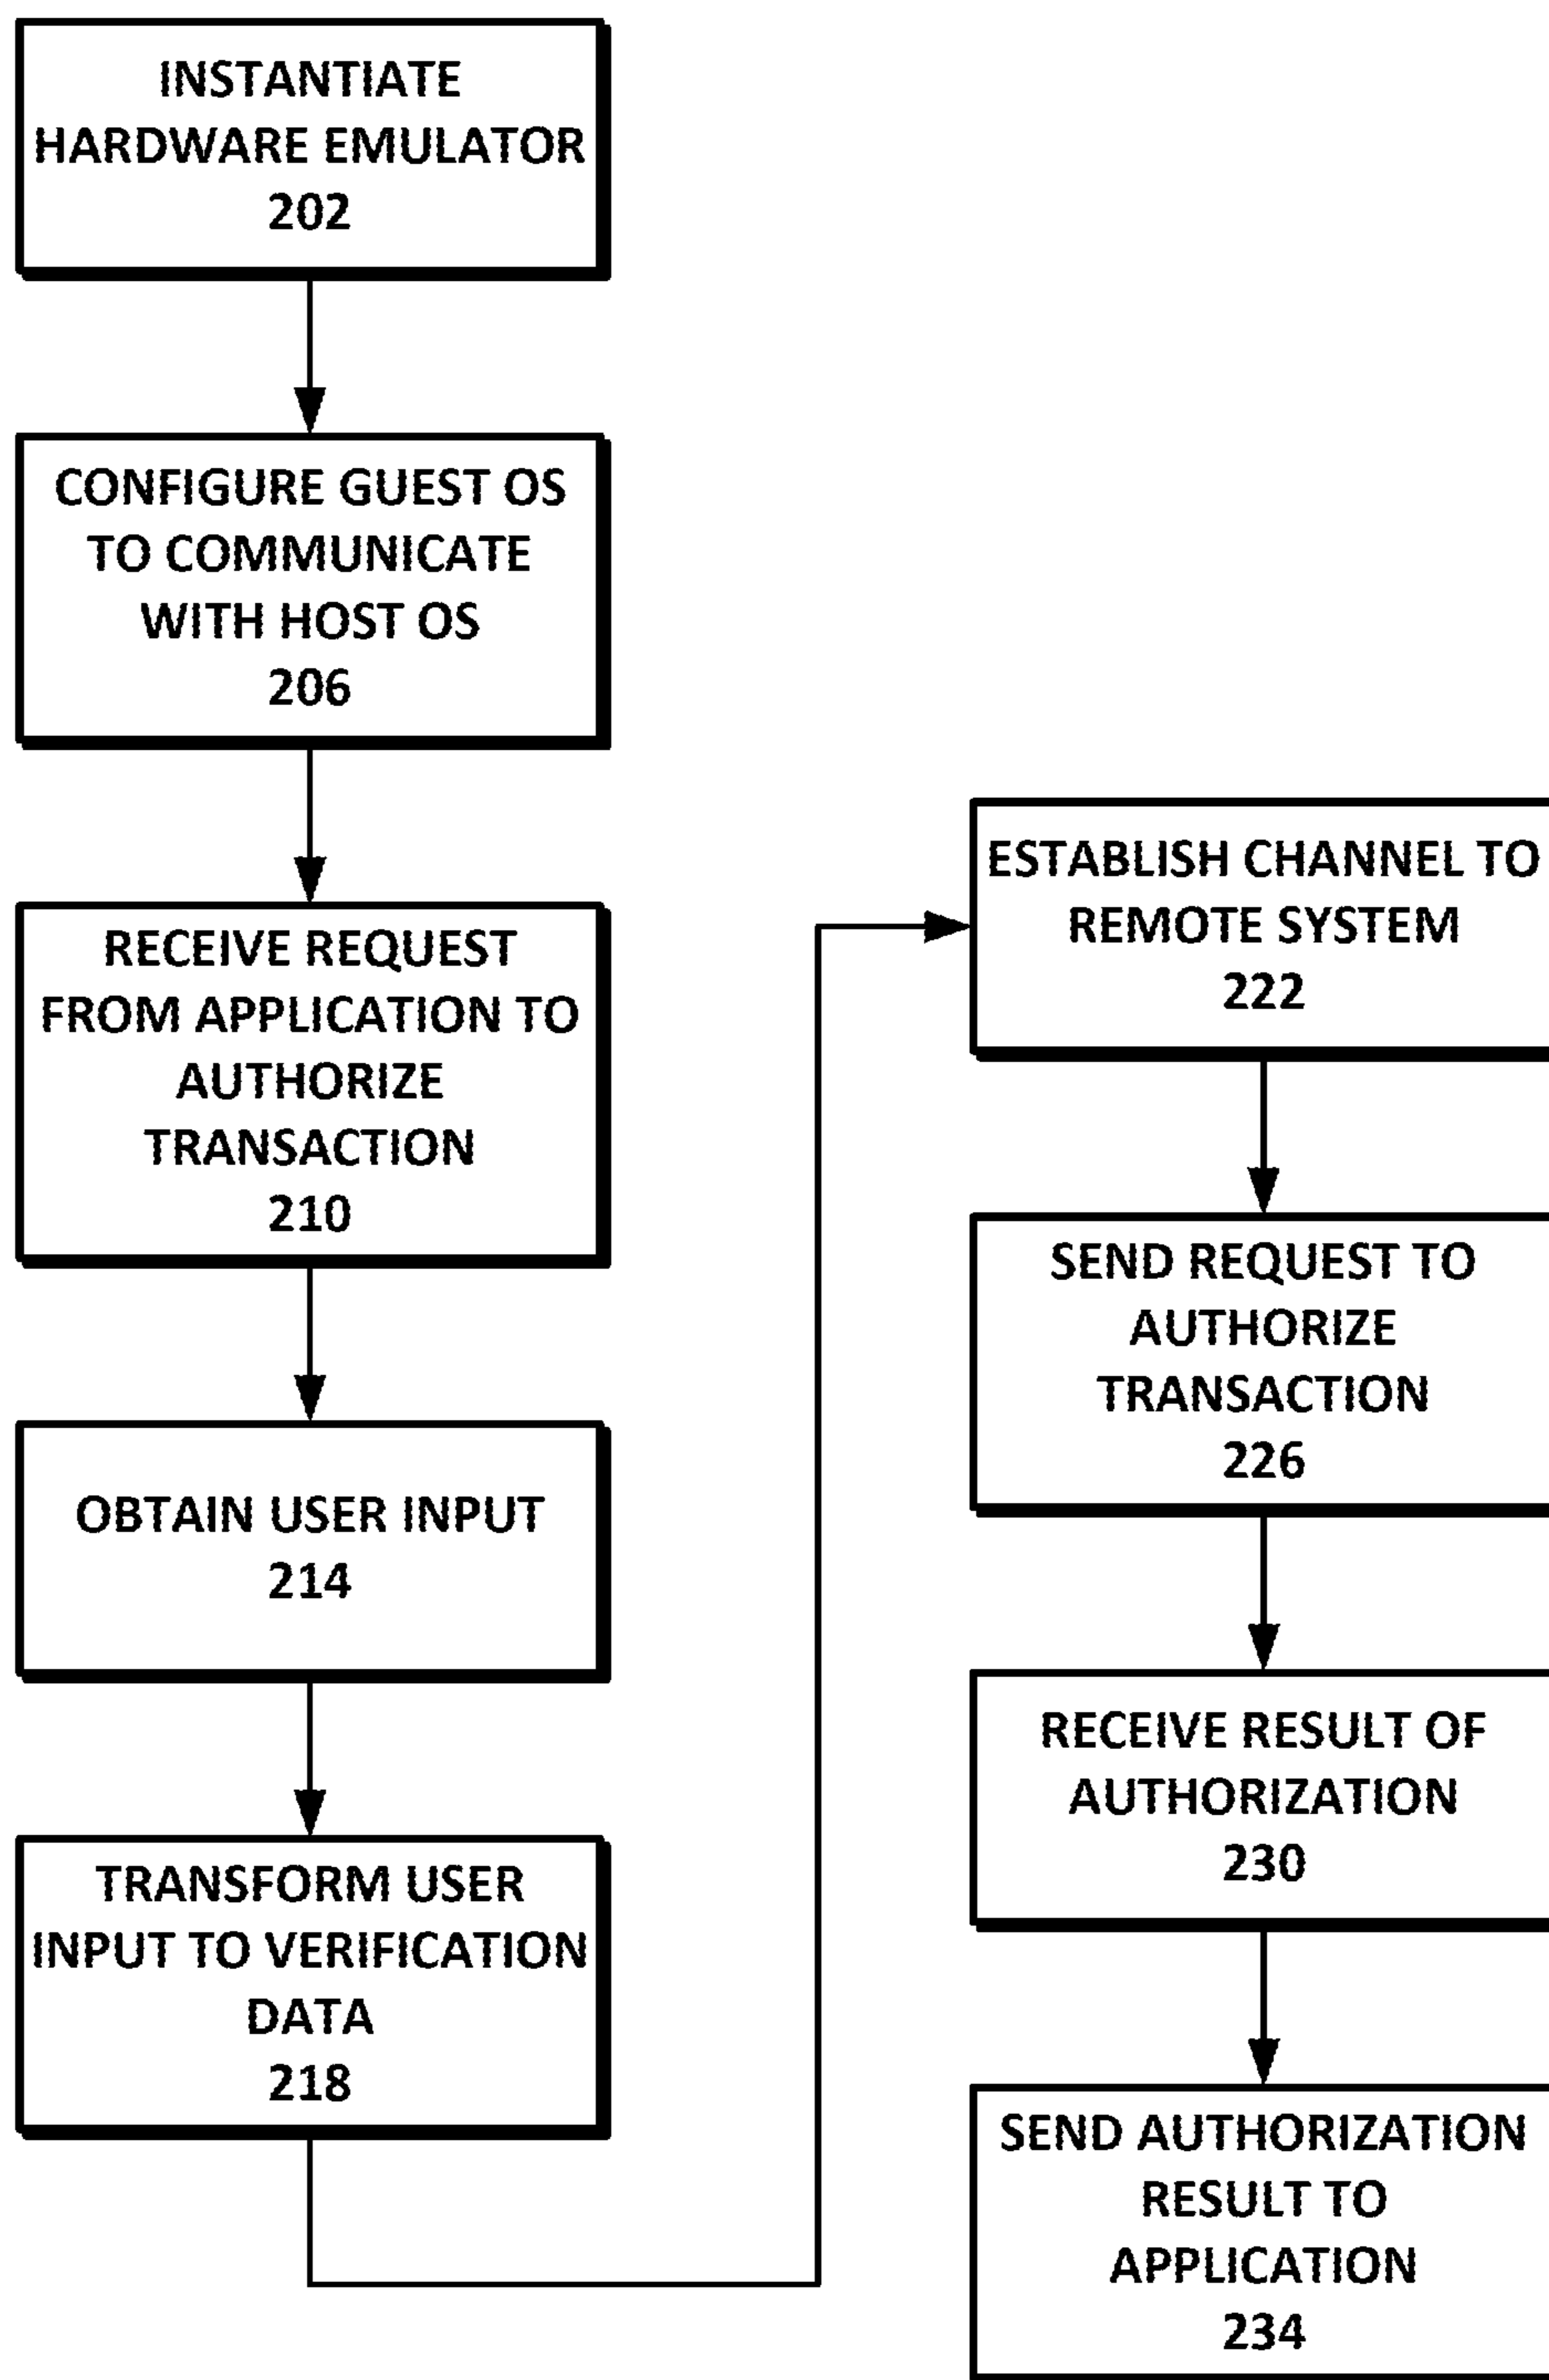 INSTANTIATE
HARDWARE EMULATOR
202
CONFIGURE GUEST OS
TO COMMUNICATE
WITH HOST OS
206
RECEIVE REQUEST
FROM APPLICATION TO
AUTHORIZE
TRANSACTION
210
OBTAIN USER INPUT
214
TRANSFORM USER
INPUT TO VERIFICATION
DATA
218
ESTABLISH CHANNEL TO
REMOTE SYSTEM
222
SEND REQUEST TO
AUTHORIZE
TRANSACTION
226
RECEIVE RESULT OF
AUTHORIZATION
230
SEND AUTHORIZATION
RESULT TO
APPLICATION
234